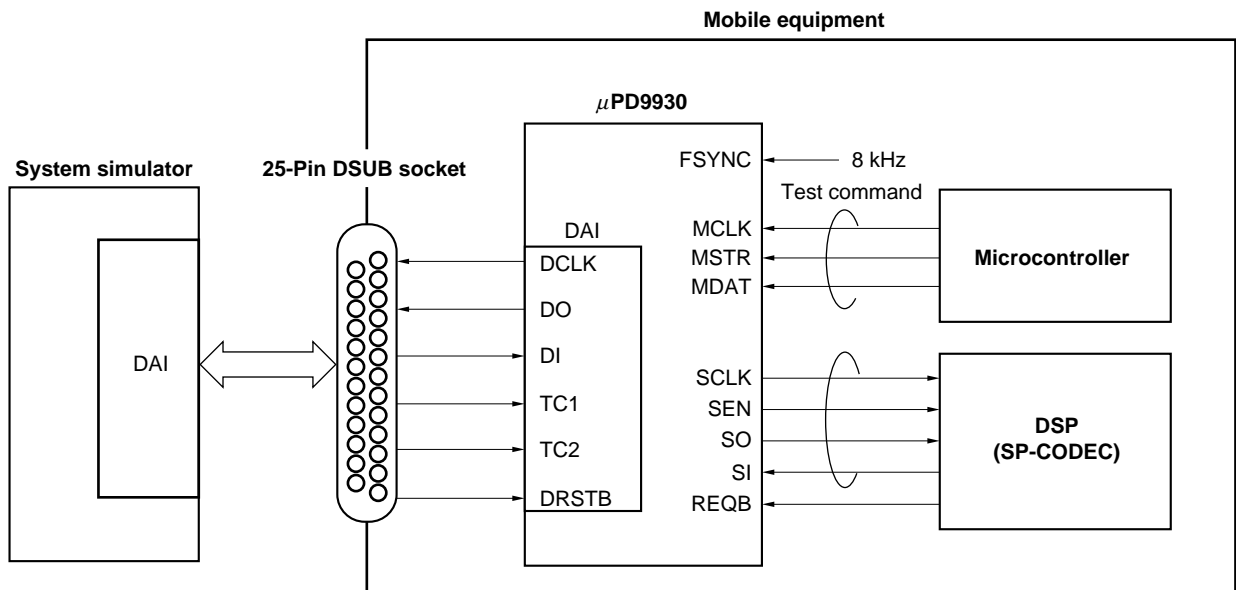 Mobile equipment
μPD9930
System simulator
25-Pin DSUB socket
FSYNC
8 kHz
Test command
DAI
MCLK
MSTR
MDAT
Microcontroller
DCLK
DO
DI
TC1
TC2
DRSTB
DAI
SCLK
SEN
SO
SI
REQB
DSP
(SP-CODEC)